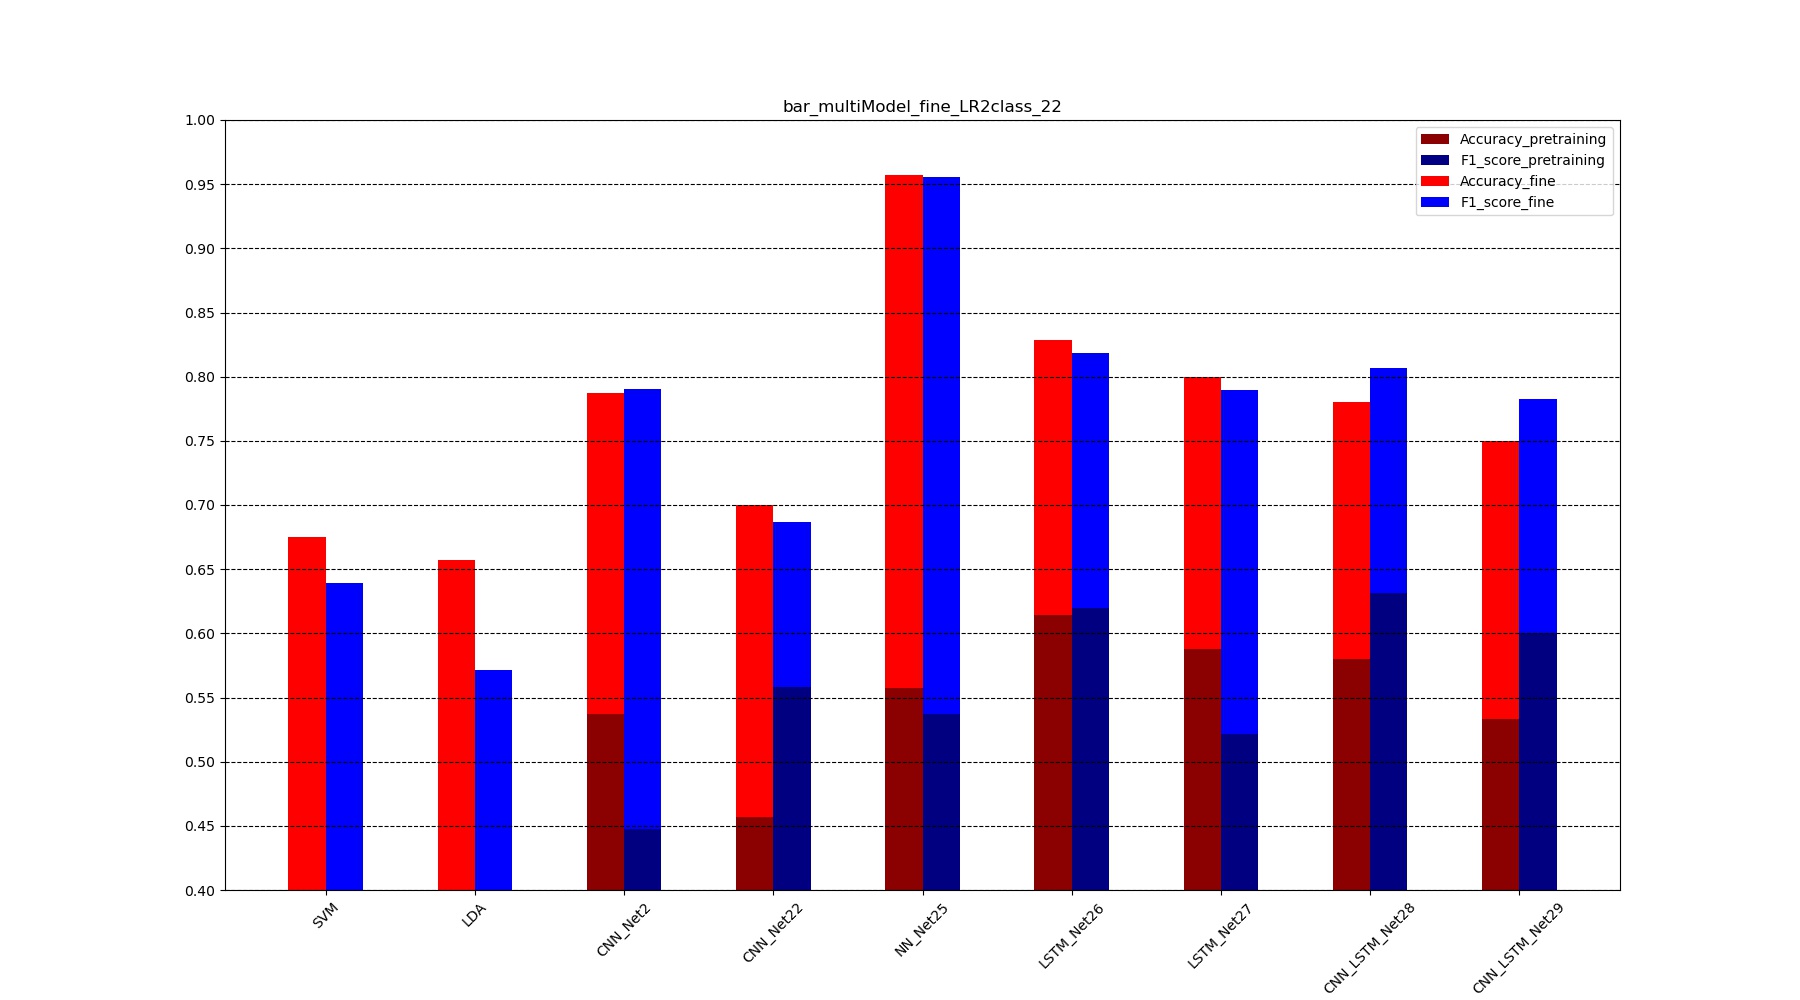 bar_multiModel_fine_LR2class_22
1.00
0.95
0.90
0.85
0.80
0.75
0.70
0.65
0.60
0.55
0.50
0.45
0.40
Accuracy_pretraining
F1_score_pretraining
Accuracy_fine
F1_score_fine
SVM
LDA
CNN_Net2
CNN_Net22
NN_Net25
LSTM_Net26
LSTM_Net27
CNN_LSTM_Net28
CNN_LSTM_Net29